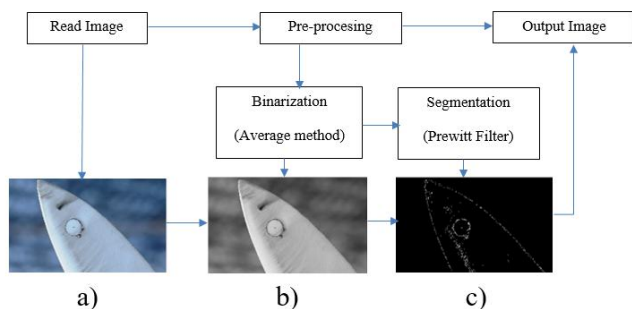 Read Image
Pre-procesing
Output Image
Binarization
(Average method)
Segmentation
(Prewitt Filter)
a)
b)
c)